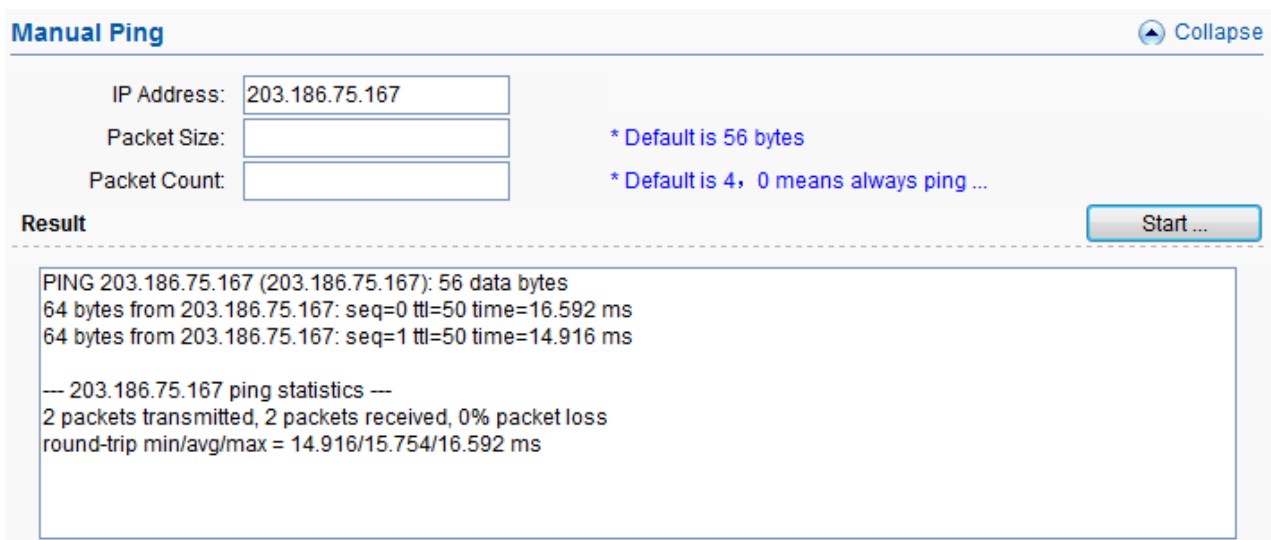 Manual Ping
Collapse
IP Address: 203.186.75.167
Packet Size: * Default is 56 bytes
Packet Count: * Default is 4，0 means always ping ...
Result
Start ...
PING 203.186.75.167 (203.186.75.167): 56 data bytes
64 bytes from 203.186.75.167: seq=0 ttl=50 time=16.592 ms
64 bytes from 203.186.75.167: seq=1 ttl=50 time=14.916 ms
--- 203.186.75.167 ping statistics ---
2 packets transmitted, 2 packets received, 0% packet loss
round-trip min/avg/max = 14.916/15.754/16.592 ms